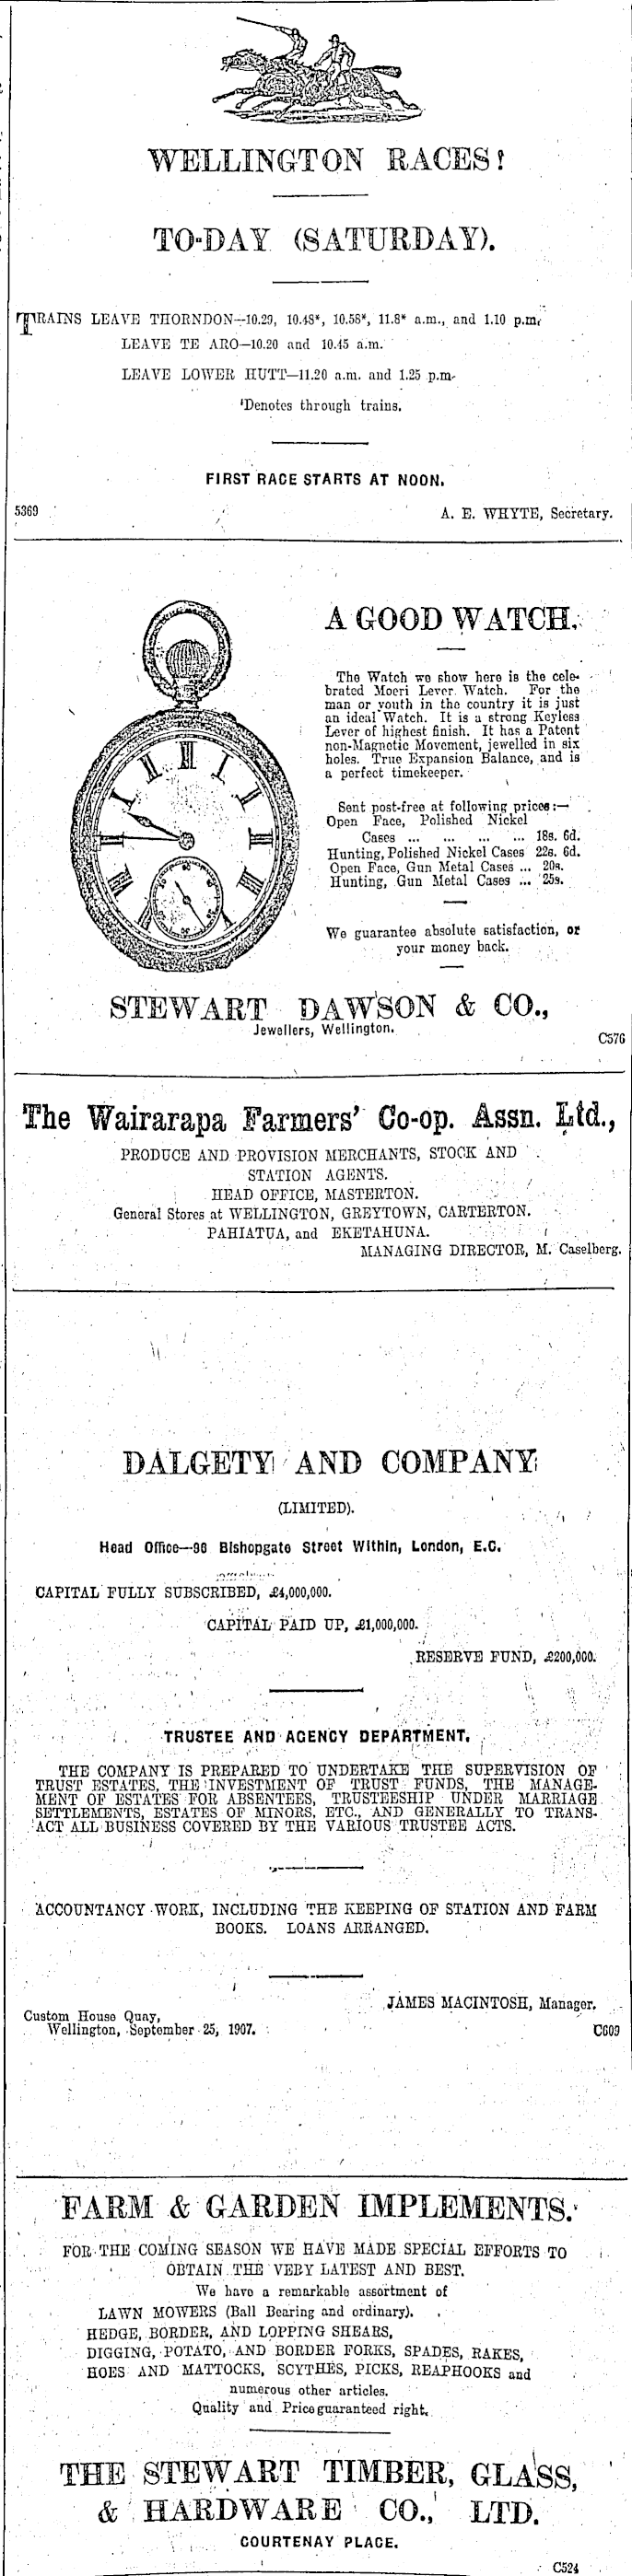 WELLINGTON RACES!
TO-DAY (SATURDAY).
TRAINS LEAVE THORNDON—10.29, 10.48*, 10.58*, 11.8* a.m., and 1.10 p.m.
LEAVE TE ARO—10.20 and 10.45 a.m.
LEAVE LOWER HUTT—11.20 a.m. and 1.25 p.m.
*Denotes through trains.
FIRST RACE STARTS AT NOON.
5369
A. E. WHYTE, Secretary.
A GOOD WATCH.
The Watch we show here is the cele-
brated Moeri Lever Watch. For the
man or youth in the country it is just
an ideal Watch. It is a strong Keyless
Lever of highest finish. It has a Patent
non-Magnetic Movement, jewelled in six
holes. True Expansion Balance, and is
a perfect timekeeper.
Sent post-free at following prices:—
Open Face, Polished Nickel
Cases ... ... ... ... 18s. 6d.
Hunting, Polished Nickel Cases 22s. 6d.
Open Face, Gun Metal Cases ... 20s.
Hunting, Gun Metal Cases ... 25s.
We guarantee absolute satisfaction, or
your money back.
STEWART DAWSON & CO.,
Jewellers, Wellington.
C576
The Wairarapa Farmers' Co-op. Assn. Ltd.,
PRODUCE AND PROVISION MERCHANTS, STOCK AND
STATION AGENTS.
HEAD OFFICE, MASTERTON.
General Stores at WELLINGTON, GREYTOWN, CARTERTON.
PAHIATUA, and EKETAHUNA.
MANAGING DIRECTOR, M. Caselberg.
DALGETY AND COMPANY
(LIMITED).
Head Office—96 Bishopgate Street Within, London, E.C.
CAPITAL FULLY SUBSCRIBED, £4,000,000.
CAPITAL PAID UP, £1,000,000.
RESERVE FUND, £200,000.
TRUSTEE AND AGENCY DEPARTMENT.
THE COMPANY IS PREPARED TO UNDERTAKE THE SUPERVISION OF
TRUST ESTATES, THE INVESTMENT OF TRUST FUNDS, THE MANAGE-
MENT OF ESTATES FOR ABSENTEES, TRUSTEESHIP UNDER MARRIAGE
SETTLEMENTS, ESTATES OF MINORS, ETC., AND GENERALLY TO TRANS-
ACT ALL BUSINESS COVERED BY THE VARIOUS TRUSTEE ACTS.
ACCOUNTANCY WORK, INCLUDING THE KEEPING OF STATION AND FARM
BOOKS. LOANS ARRANGED.
JAMES MACINTOSH, Manager.
Custom House Quay,
Wellington, September 25, 1907.
C609
FARM & GARDEN IMPLEMENTS.
FOR THE COMING SEASON WE HAVE MADE SPECIAL EFFORTS TO
OBTAIN THE VERY LATEST AND BEST.
We have a remarkable assortment of
LAWN MOWERS (Ball Bearing and ordinary).
HEDGE, BORDER, AND LOPPING SHEARS,
DIGGING, POTATO, AND BORDER FORKS, SPADES, RAKES,
HOES AND MATTOCKS, SCYTHES, PICKS, REAPHOOKS and
numerous other articles.
Quality and Price guaranteed right.
THE STEWART TIMBER, GLASS,
& HARDWARE CO., LTD.
COURTENAY PLACE.
C524